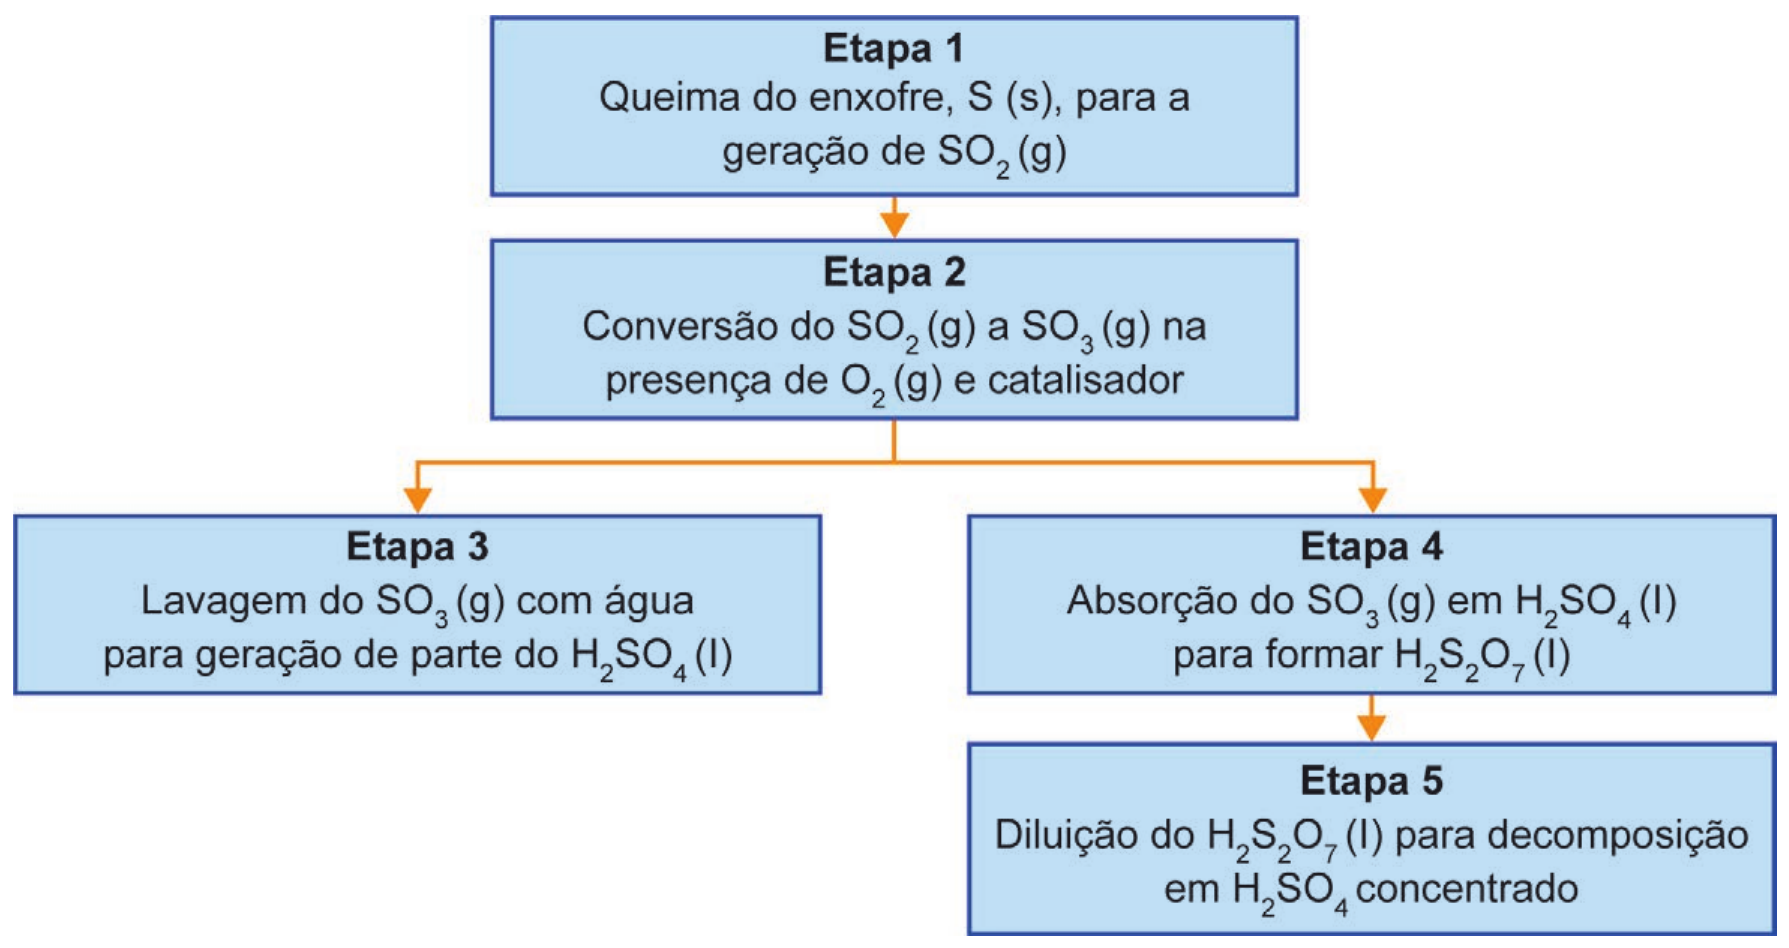 Etapa 1
Queima do enxofre, S (s), para a
geração de SO₂ (g)
Etapa 2
Conversão do SO₂ (g) a SO₃ (g) na
presença de O₂ (g) e catalisador
Etapa 3
Lavagem do SO₃ (g) com água
para geração de parte do H₂SO₄ (l)
Etapa 4
Absorção do SO₃ (g) em H₂SO₄ (l)
para formar H₂S₂O₇ (l)
Etapa 5
Diluição do H₂S₂O₇ (l) para decomposição
em H₂SO₄ concentrado